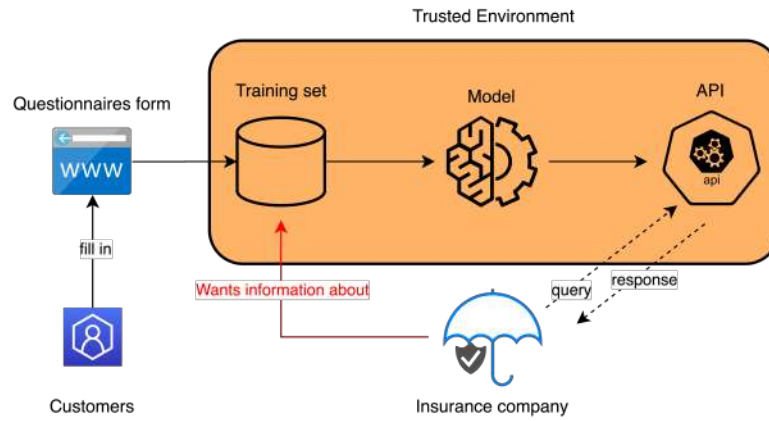 Trusted Environment
Questionnaires form
Training set
Model
API
www
api
fill in
Wants information about
query
response
Customers
Insurance company